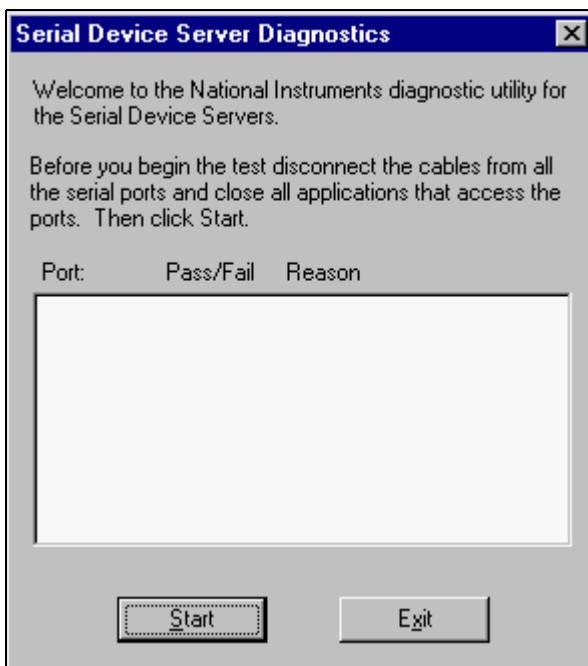 Serial Device Server Diagnostics
Welcome to the National Instruments diagnostic utility for
the Serial Device Servers.
Before you begin the test disconnect the cables from all
the serial ports and close all applications that access the
ports. Then click Start.
Port: Pass/Fail Reason
Start Exit